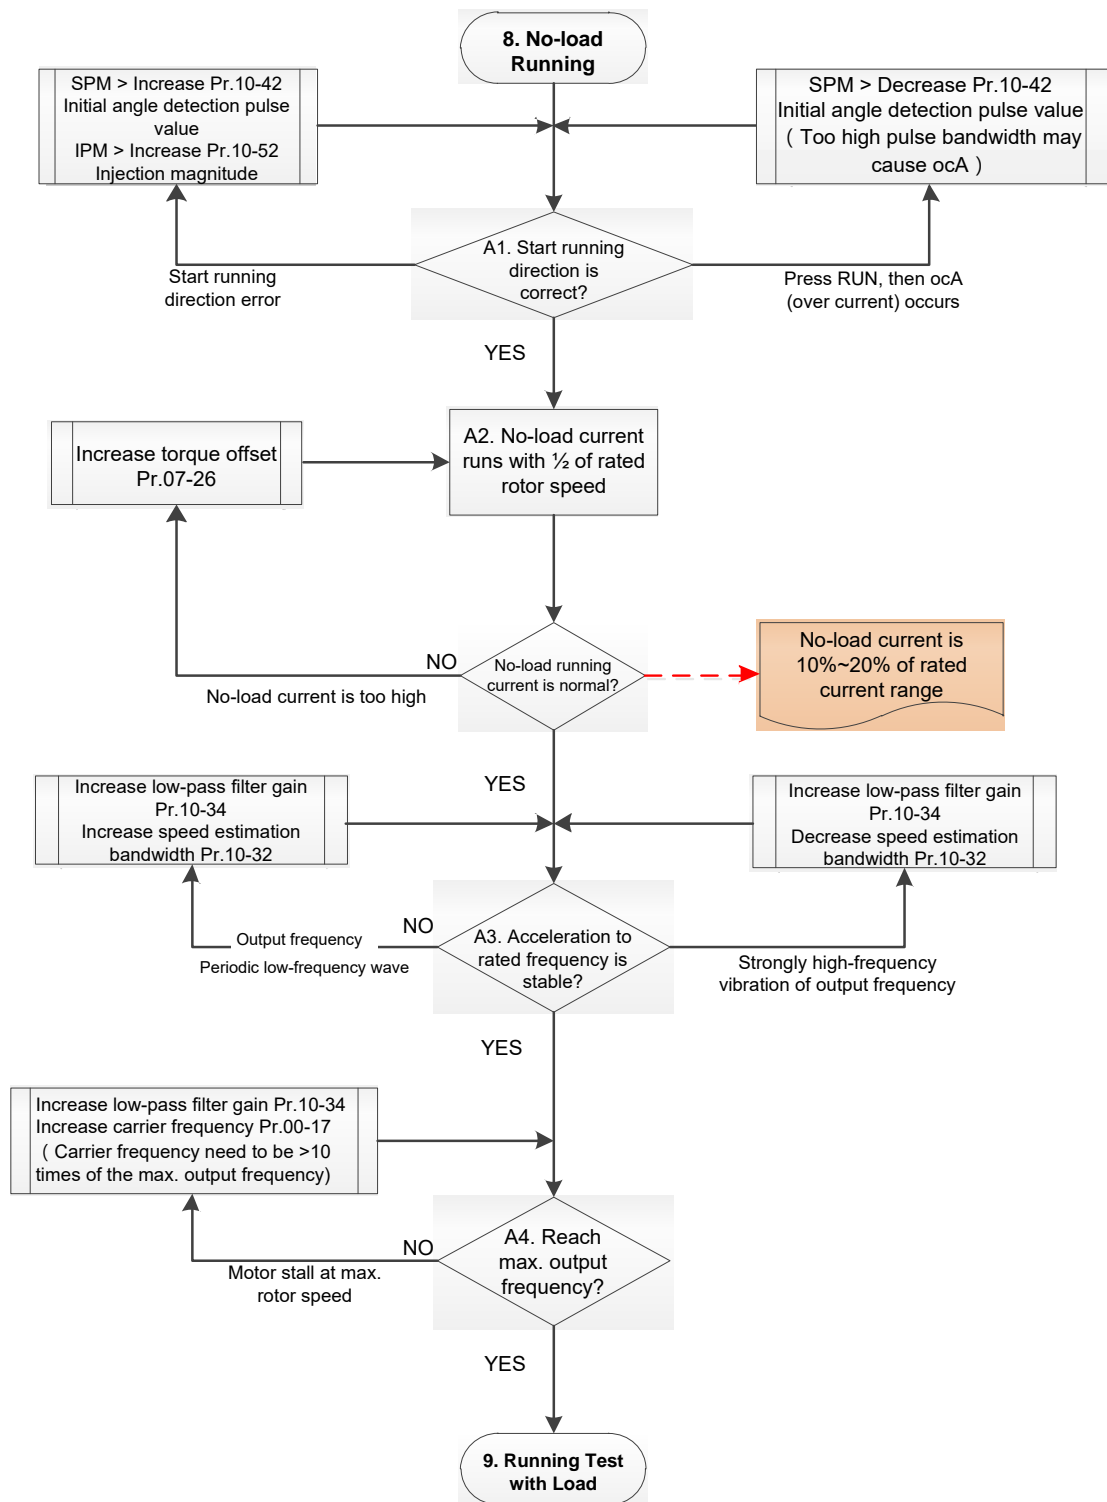 8. No-load
Running
SPM > Increase Pr.10-42
Initial angle detection pulse
value
IPM > Increase Pr.10-52
Injection magnitude
SPM > Decrease Pr.10-42
Initial angle detection pulse value
( Too high pulse bandwidth may
cause ocA )
A1. Start running
direction is
correct?
Start running
direction error
Press RUN, then ocA
(over current) occurs
YES
Increase torque offset
Pr.07-26
A2. No-load current
runs with ½ of rated
rotor speed
NO
No-load current is too high
No-load running
current is normal?
No-load current is
10%~20% of rated
current range
YES
Increase low-pass filter gain
Pr.10-34
Increase speed estimation
bandwidth Pr.10-32
Increase low-pass filter gain
Pr.10-34
Decrease speed estimation
bandwidth Pr.10-32
NO
Output frequency
Periodic low-frequency wave
A3. Acceleration to
rated frequency is
stable?
Strongly high-frequency
vibration of output frequency
YES
Increase low-pass filter gain Pr.10-34
Increase carrier frequency Pr.00-17
( Carrier frequency need to be >10
times of the max. output frequency)
NO
Motor stall at max.
rotor speed
A4. Reach
max. output
frequency?
YES
9. Running Test
with Load